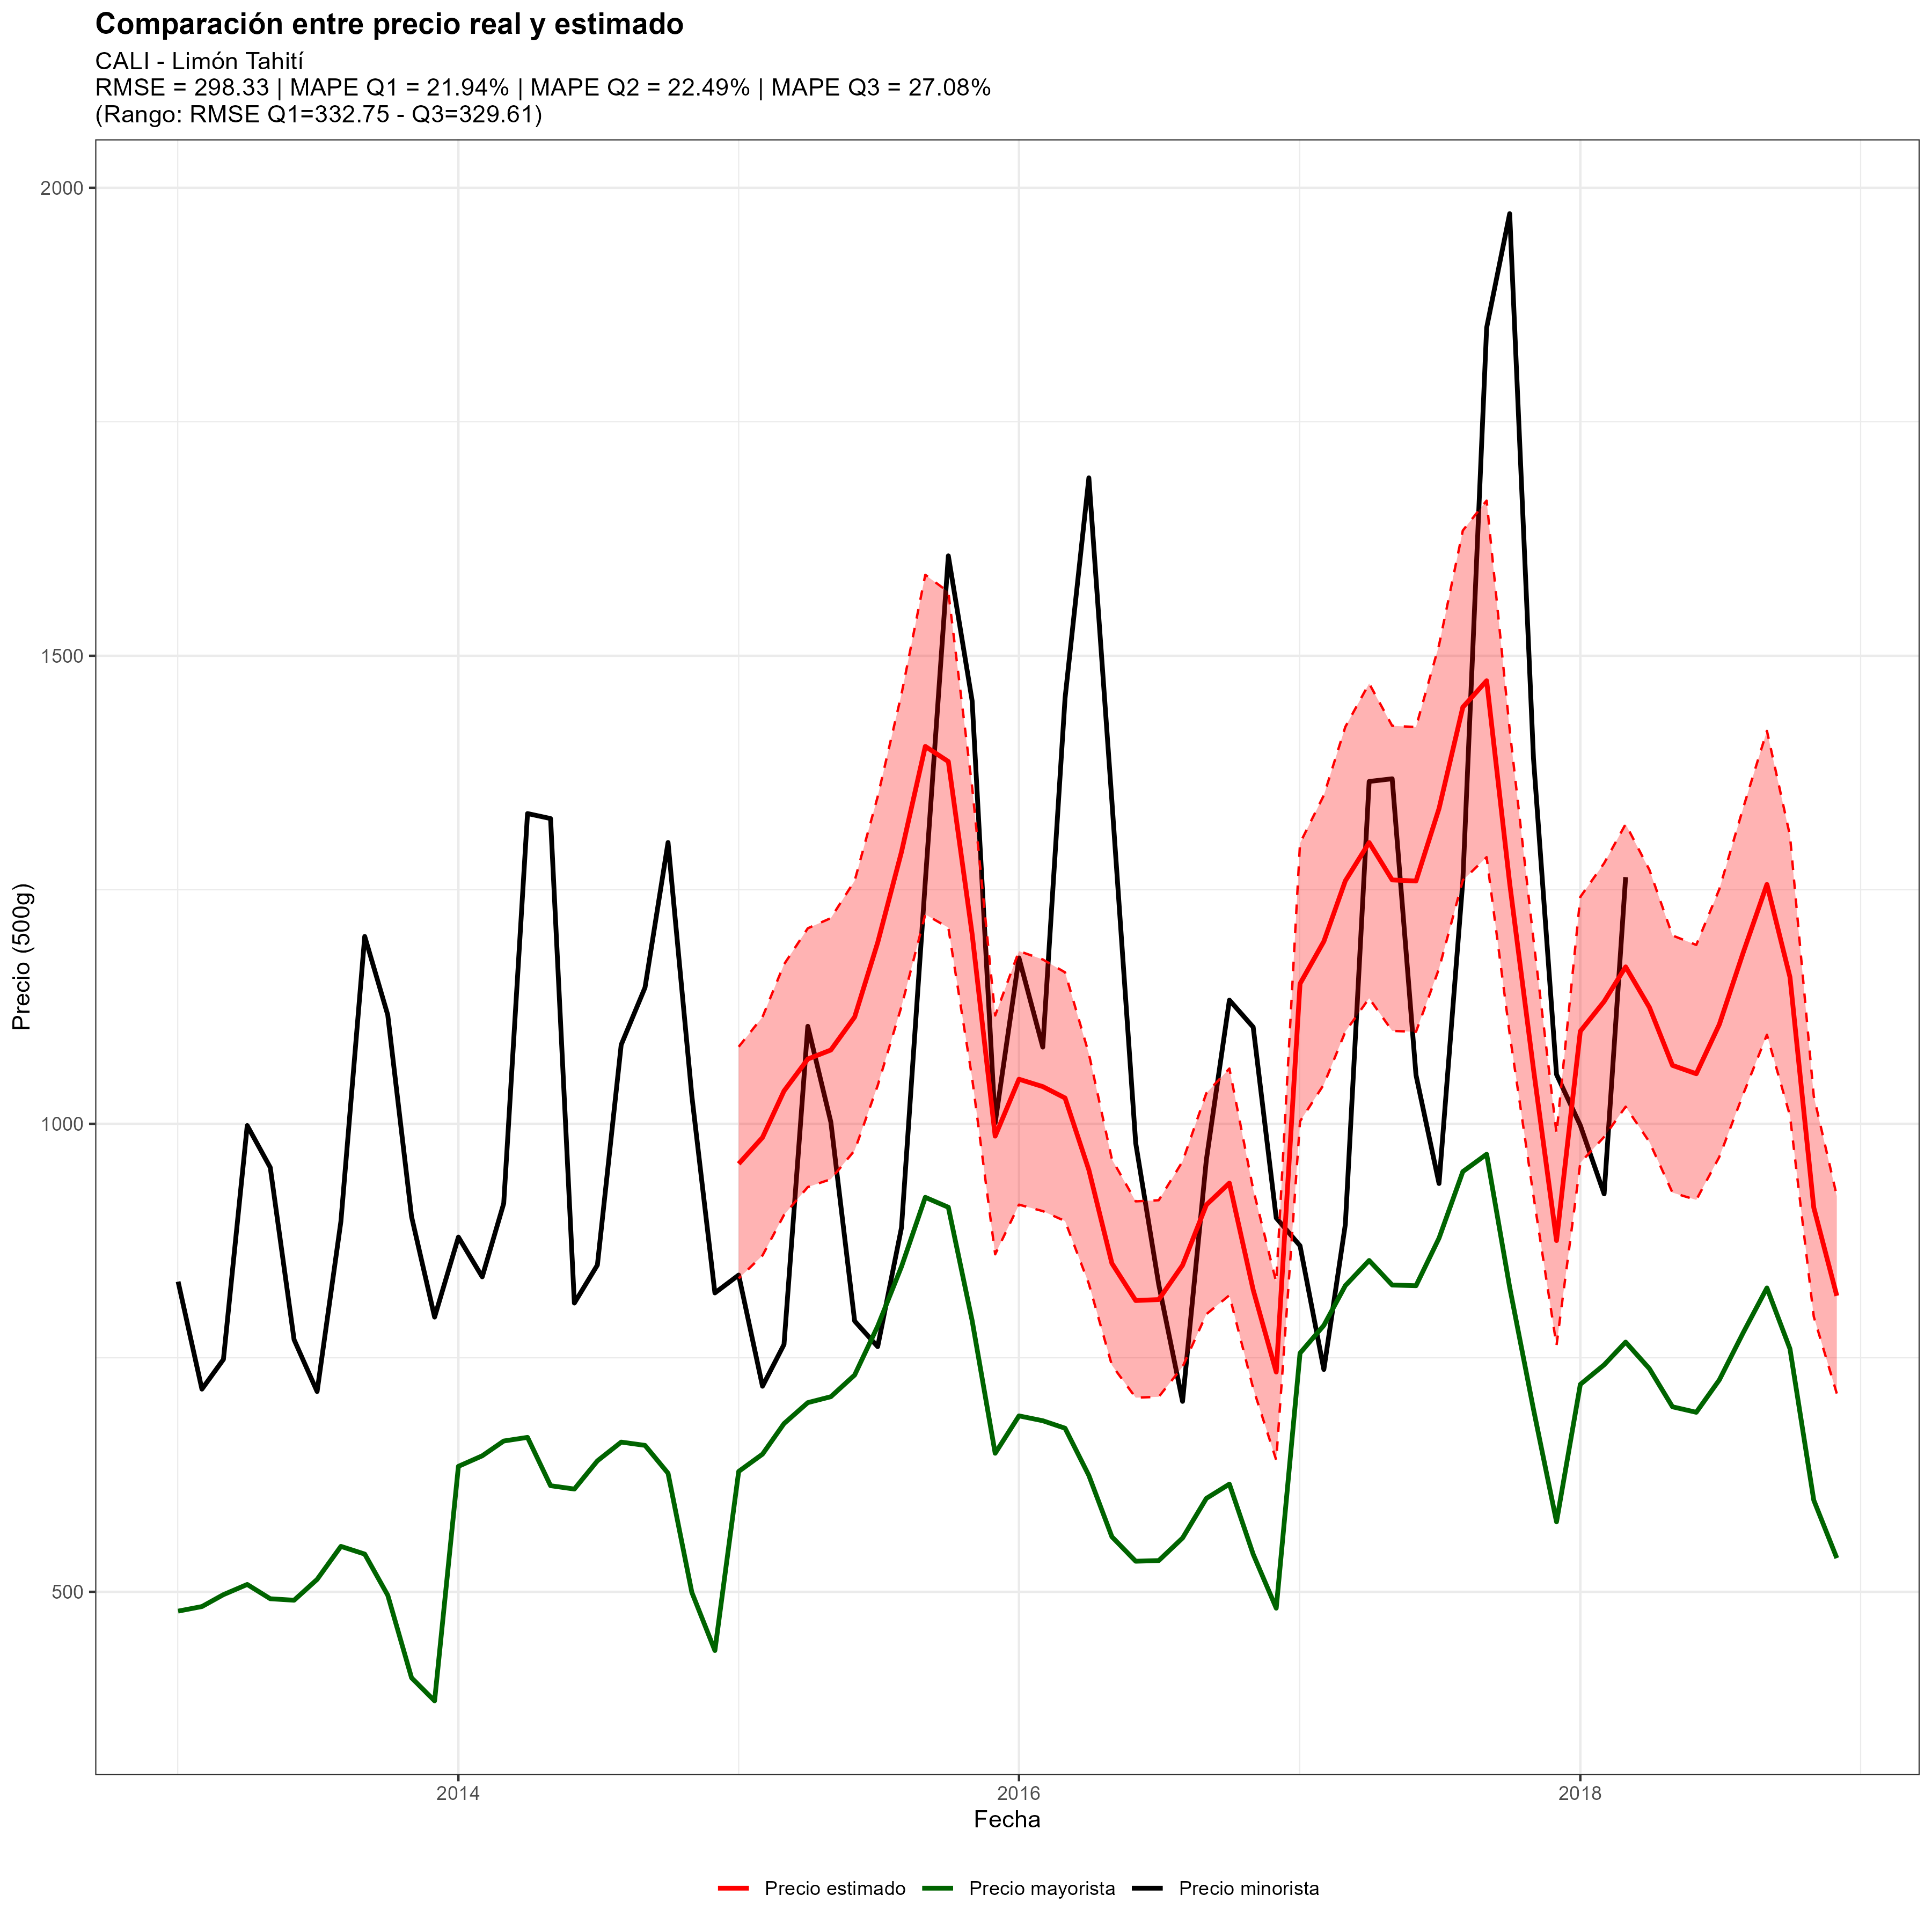 Comparación entre precio real y estimado
CALI - Limón Tahití
RMSE = 298.33 | MAPE Q1 = 21.94% | MAPE Q2 = 22.49% | MAPE Q3 = 27.08%
(Rango: RMSE Q1=332.75 - Q3=329.61)
2000
1500
1000
500
Precio (500g)
2014
2016
2018
Fecha
Precio estimado
Precio mayorista
Precio minorista